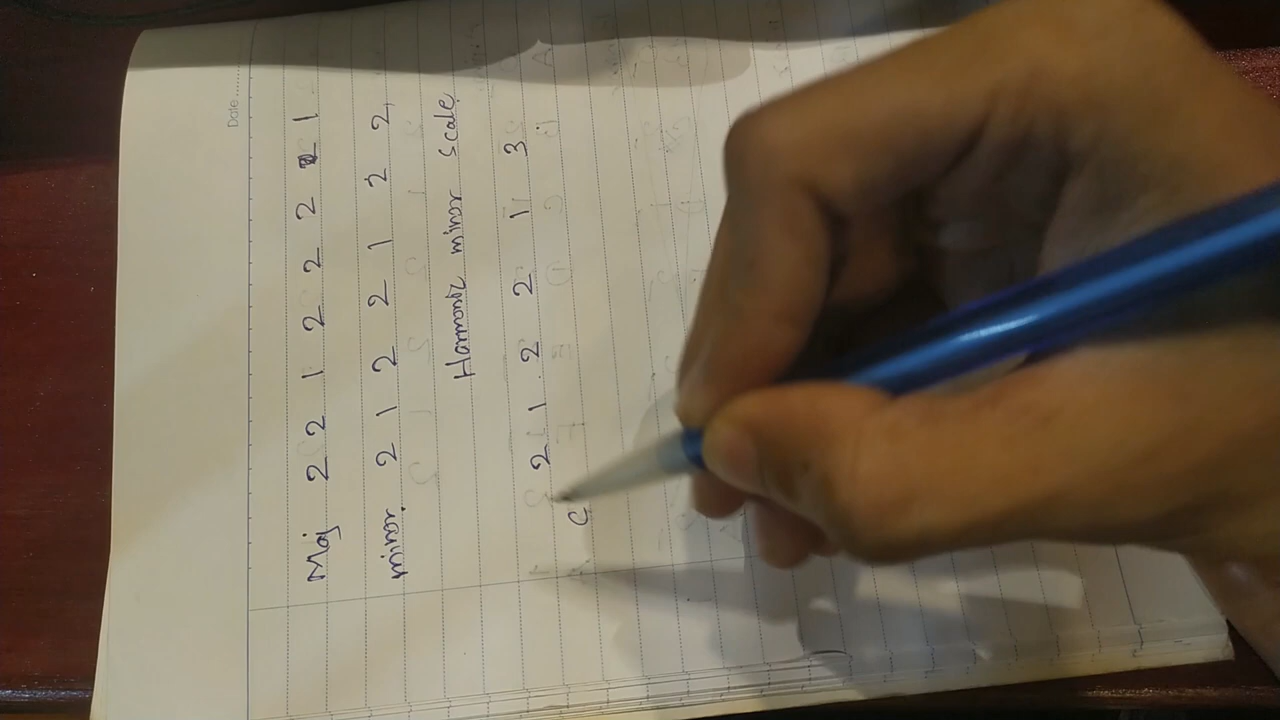 Date
Maj 2 2 1 2 2 2 1
minor. 2 1 2 2 1 2 2
Harmonic minor scale
2 1 2 2 1 3
C